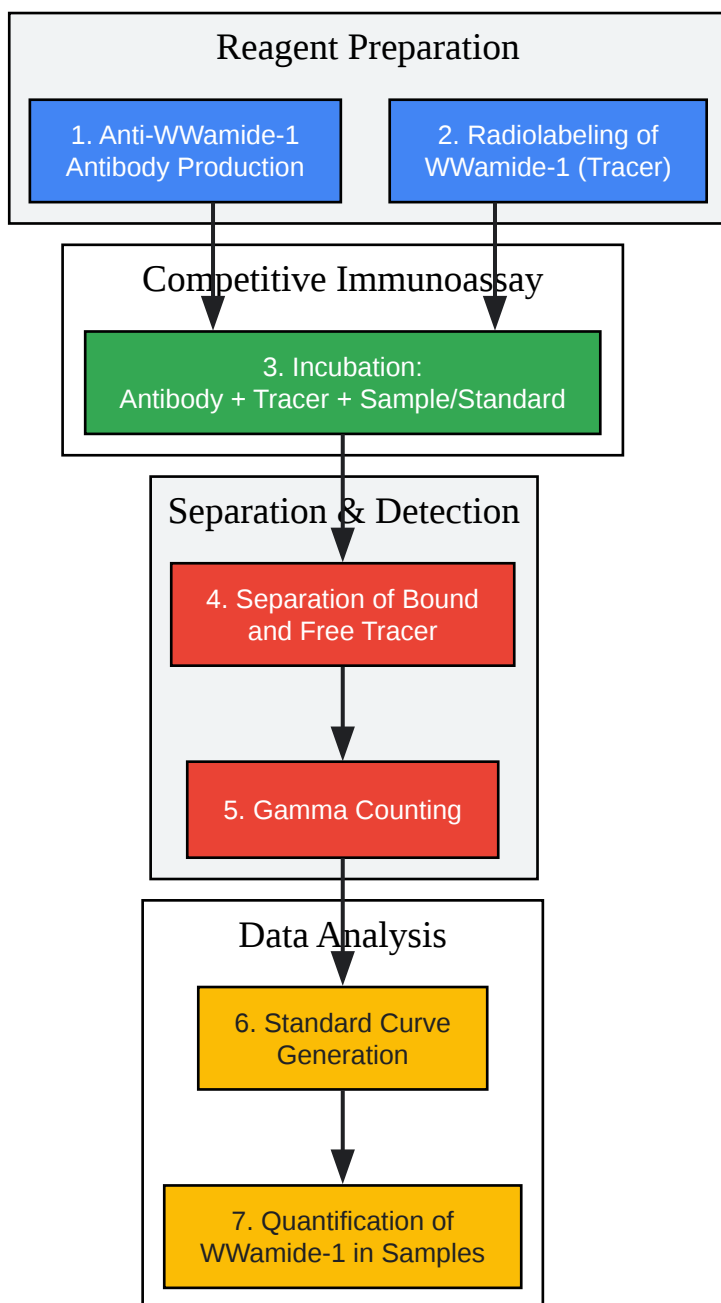 Reagent Preparation
1. Anti-WWamide-1
Antibody Production
2. Radiolabeling of
WWamide-1 (Tracer)
Competitive Immunoassay
3. Incubation:
Antibody + Tracer + Sample/Standard
Separation & Detection
4. Separation of Bound
and Free Tracer
5. Gamma Counting
Data Analysis
6. Standard Curve
Generation
7. Quantification of
WWamide-1 in Samples